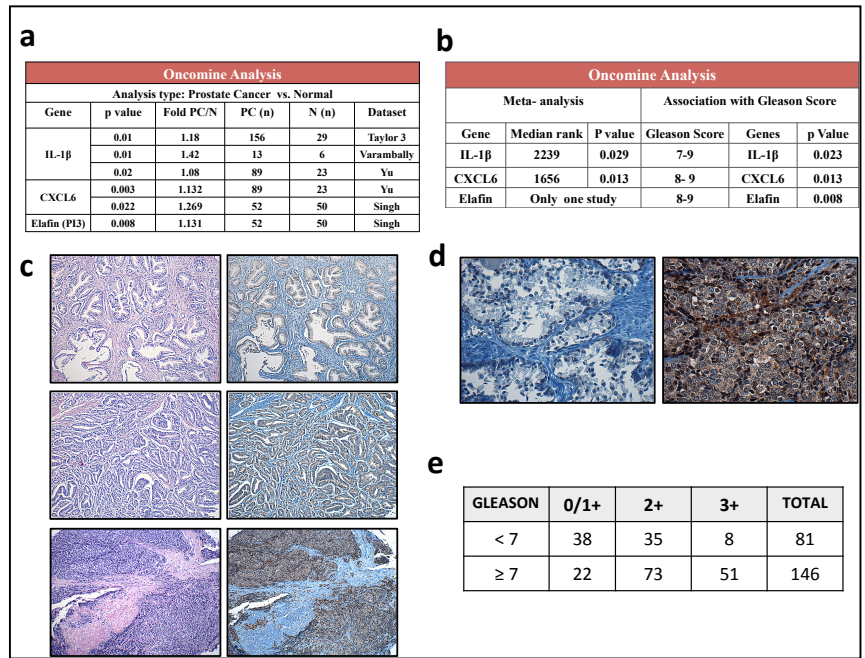 a
Oncomine Analysis
Analysis type: Prostate Cancer vs. Normal
Gene p value Fold PC/N PC (n) N (n) Dataset
IL-1β 0.01 1.18 156 29 Taylor 3
0.01 1.42 13 6 Varambally
0.02 1.08 89 23 Yu
CXCL6 0.003 1.132 89 23 Yu
0.022 1.269 52 50 Singh
Elafin (PI3) 0.008 1.131 52 50 Singh
b
Oncomine Analysis
Meta- analysis Association with Gleason Score
Gene Median rank P value Gleason Score Genes p Value
IL-1β 2239 0.029 7-9 IL-1β 0.023
CXCL6 1656 0.013 8- 9 CXCL6 0.013
Elafin Only one study 8-9 Elafin 0.008
c
d
e
GLEASON 0/1+ 2+ 3+ TOTAL
< 7 38 35 8 81
≥ 7 22 73 51 146